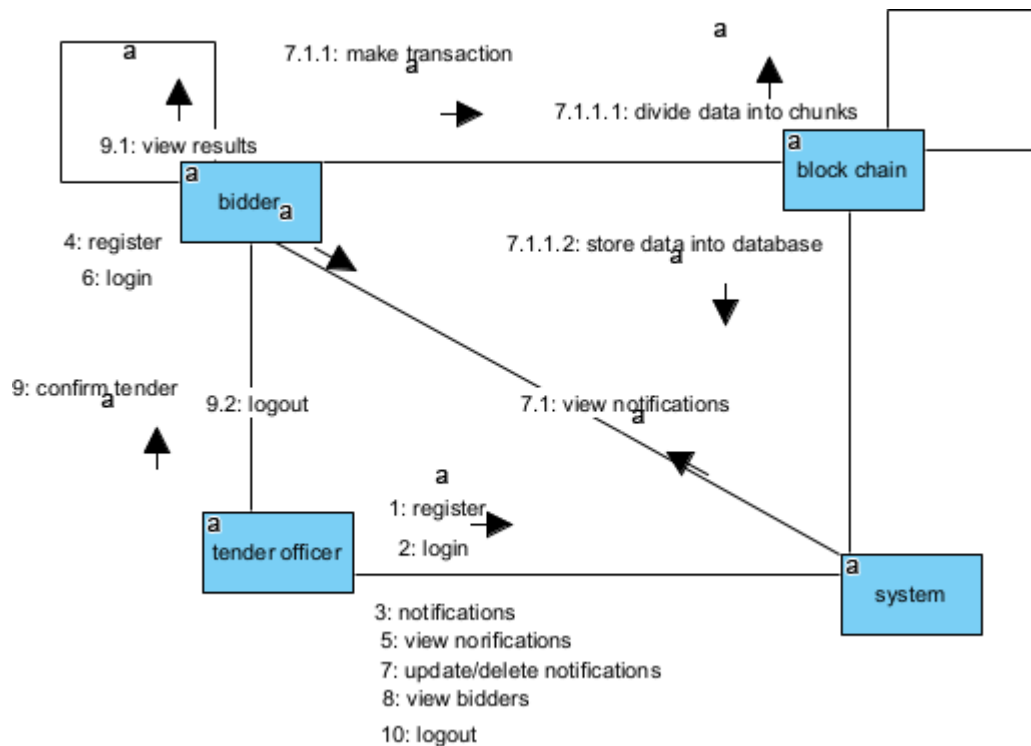 a
a
7.1.1: make transaction
a
7.1.1.1: divide data into chunks
9.1: view results
a
bidder
a
a
block chain
4: register
6: login
7.1.1.2: store data into database
a
9: confirm tender
a
9.2: logout
7.1: view notifications
a
a
1: register
2: login
a
tender officer
a
system
3: notifications
5: view norifications
7: update/delete notifications
8: view bidders
10: logout